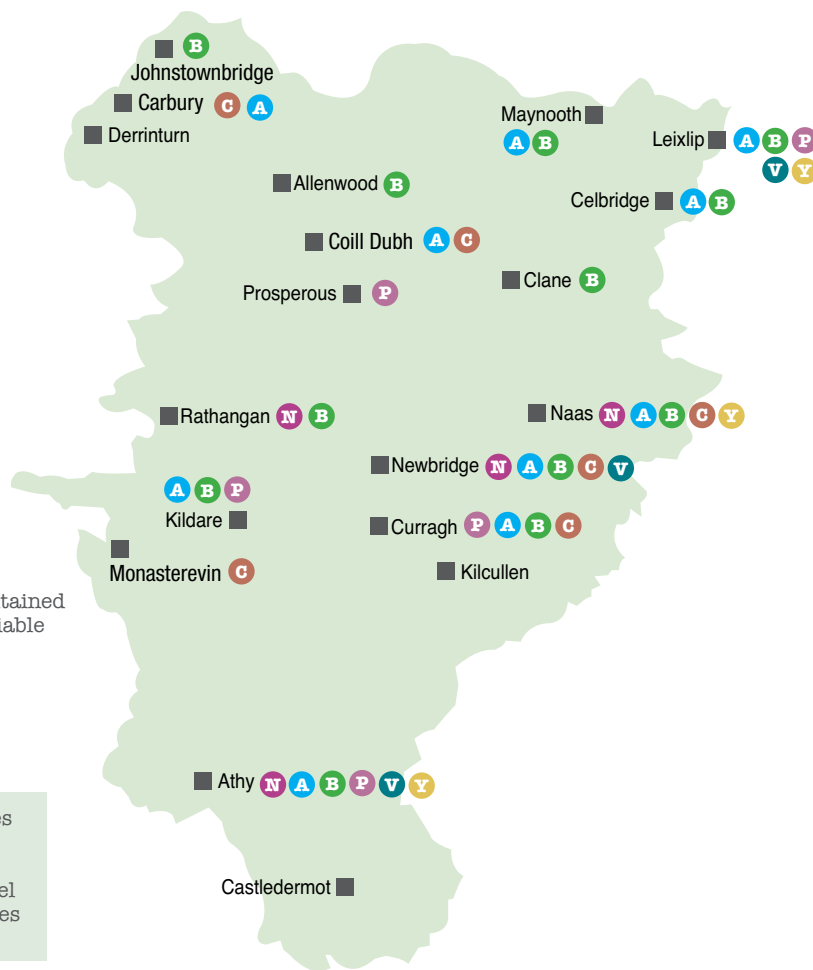 B
Johnstownbridge
Carbury C A
Derrinturn
Maynooth
A B
Leixlip A B P
V Y
Allenwood B
Celbridge A B
Coill Dubh A C
Clane B
Prosperous P
Rathangan N B
Naas N A B C Y
Newbridge N A B C V
A B P
Kildare
Curragh P A B C
Monasterevin C
Kilcullen
tained
iable
Athy N A B P V Y
es
el
es
Castledermot